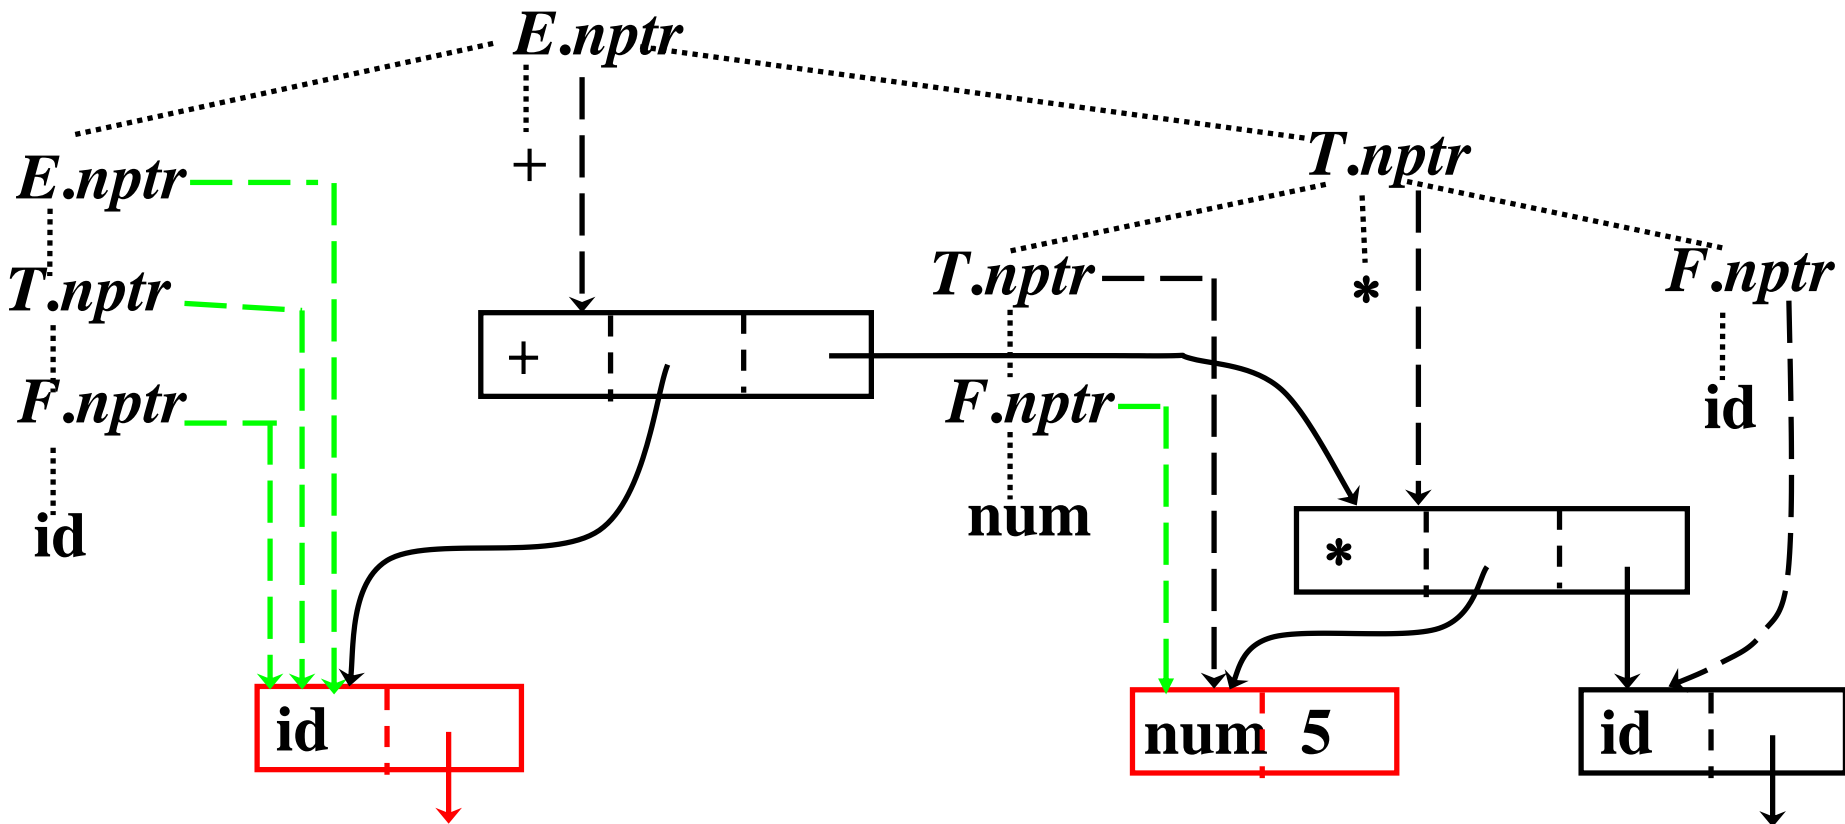 E.nptr
+
T.nptr
E.nptr
T.nptr
*
F.nptr
T.nptr
+
F.nptr
F.nptr
id
num
id
*
id
num 5
id